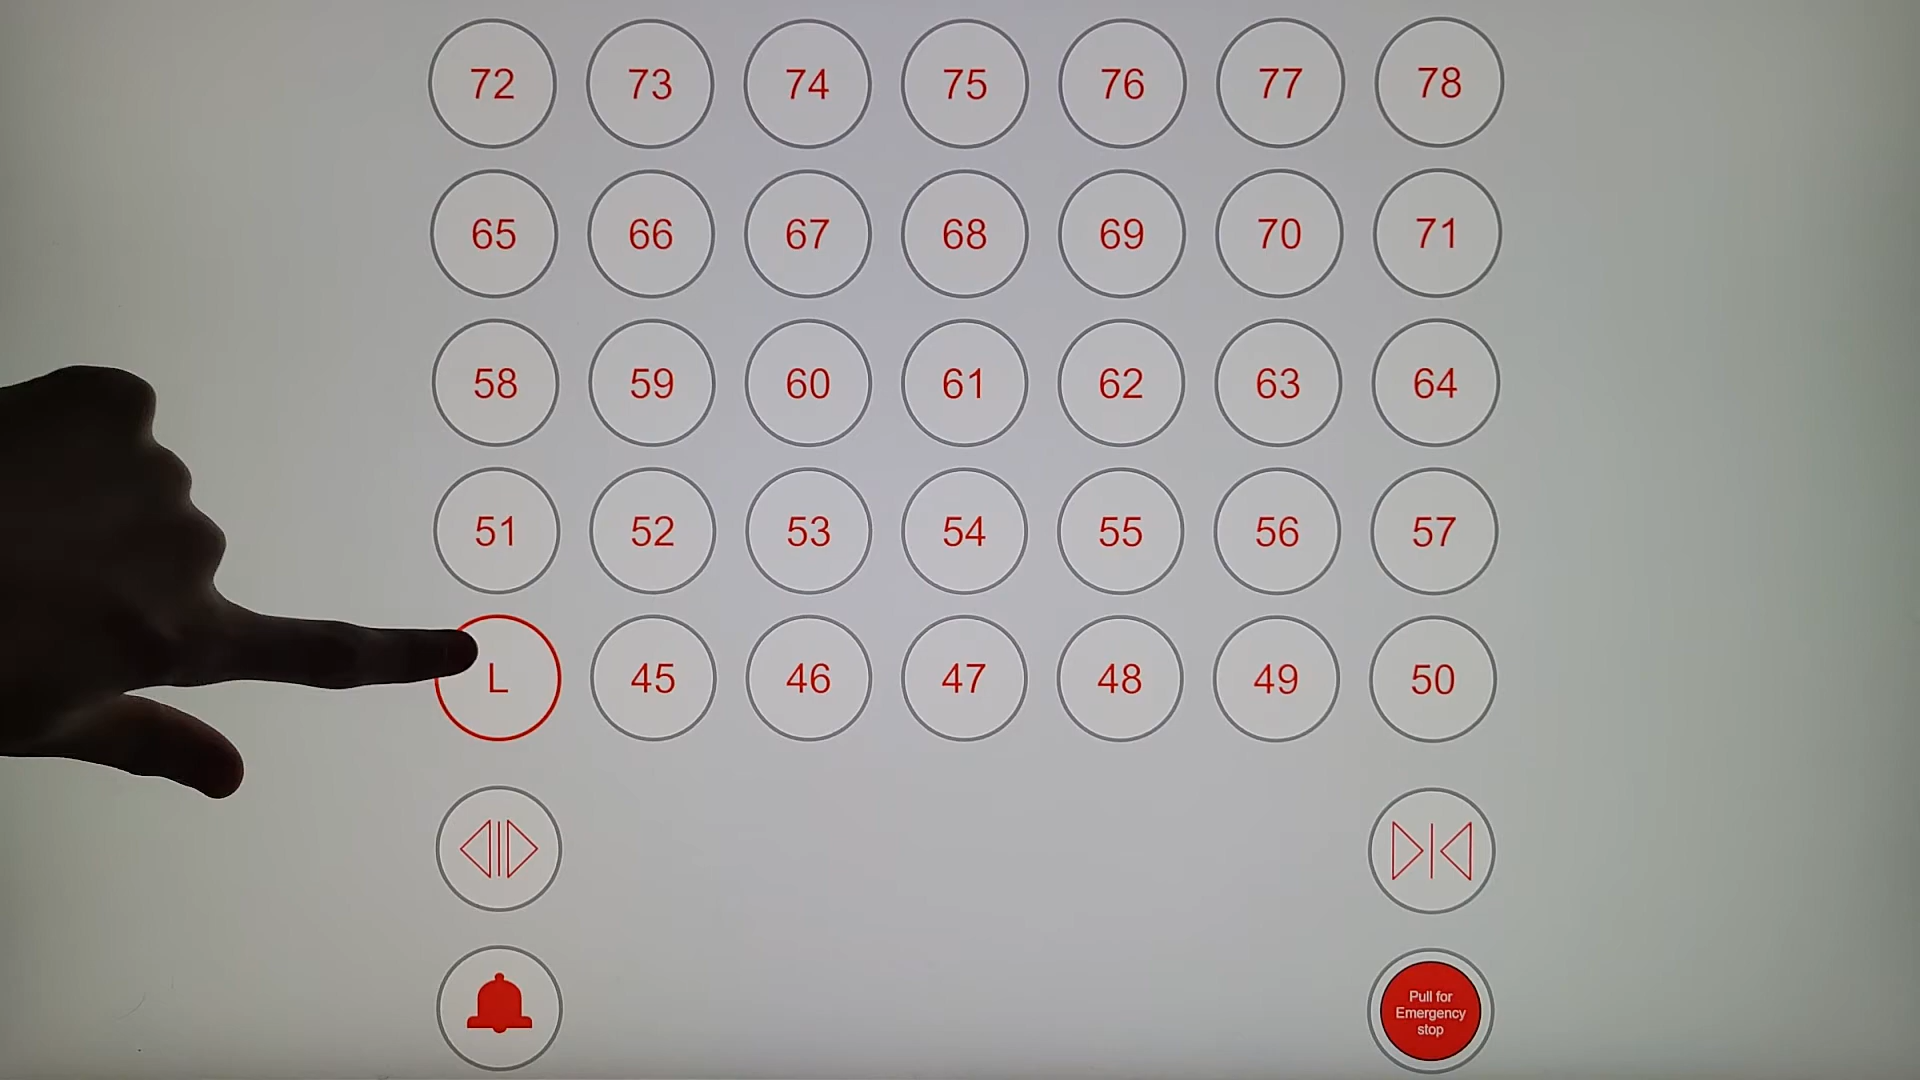 72 73 74 75 76 77 78
65 66 67 68 69 70 71
58 59 60 61 62 63 64
51 52 53 54 55 56 57
L 45 46 47 48 49 50
Pull for
Emergency
stop